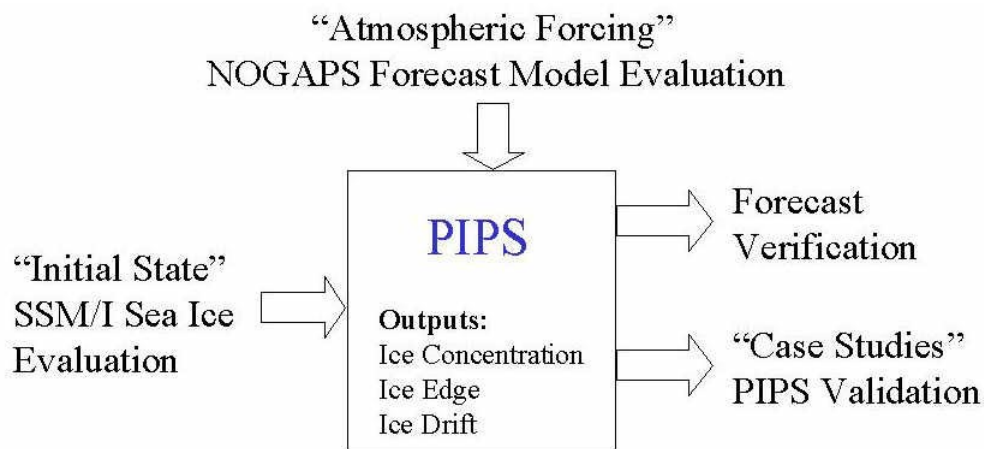 “Atmospheric Forcing”
NOGAPS Forecast Model Evaluation
“Initial State”
SSM/I Sea Ice
Evaluation
PIPS
Outputs:
Ice Concentration
Ice Edge
Ice Drift
Forecast
Verification
“Case Studies”
PIPS Validation